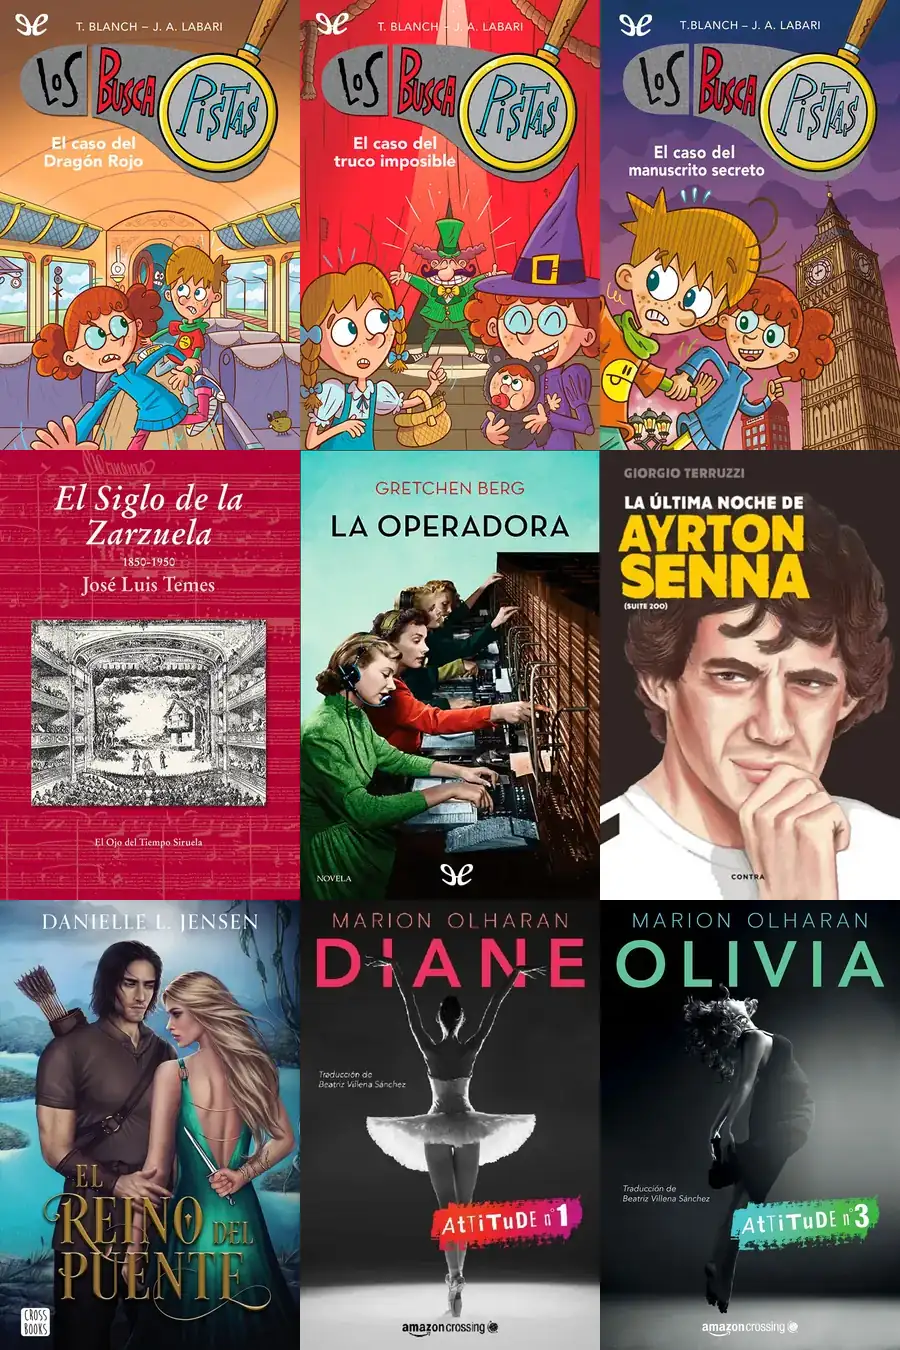 T. BLANCH – J. A. LABARI
LOS BUSCA PISTAS
El caso del
Dragón Rojo
T. BLANCH – J. A. LABARI
LOS BUSCA PISTAS
El caso del
truco imposible
T. BLANCH – J. A. LABARI
LOS BUSCA PISTAS
El caso del
manuscrito secreto
El Siglo de la
Zarzuela
1850-1950
José Luis Temes
El Ojo del Tiempo Siruela
GRETCHEN BERG
LA OPERADORA
NOVELA
GIORGIO TERRUZZI
LA ÚLTIMA NOCHE DE
AYRTON
SENNA
(SUITE 200)
CONTRA
DANIELLE L. JENSEN
EL
REINO DEL
PUENTE
CROSS
BOOKS
MARION OLHARAN
DIANE
Traducción de
Beatriz Villena Sánchez
ATTITUDE nº1
amazoncrossing
MARION OLHARAN
OLIVIA
Traducción de
Beatriz Villena Sánchez
ATTITUDE nº3
amazoncrossing